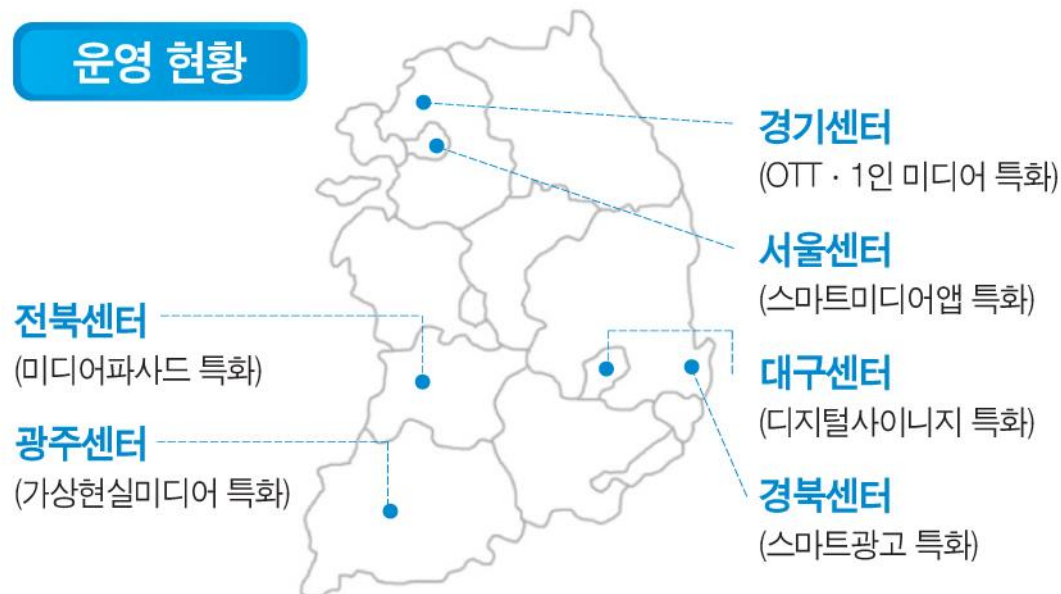 운영 현황
경기센터
(OTT · 1인 미디어 특화)
서울센터
(스마트미디어앱 특화)
전북센터
(미디어파사드 특화)
대구센터
(디지털사이니지 특화)
광주센터
(가상현실미디어 특화)
경북센터
(스마트광고 특화)